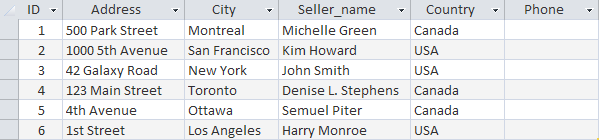 ID Address City Seller_name Country Phone
1 500 Park Street Montreal Michelle Green Canada
2 1000 5th Avenue San Francisco Kim Howard USA
3 42 Galaxy Road New York John Smith USA
4 123 Main Street Toronto Denise L. Stephens Canada
5 4th Avenue Ottawa Semuel Piter Canada
6 1st Street Los Angeles Harry Monroe USA